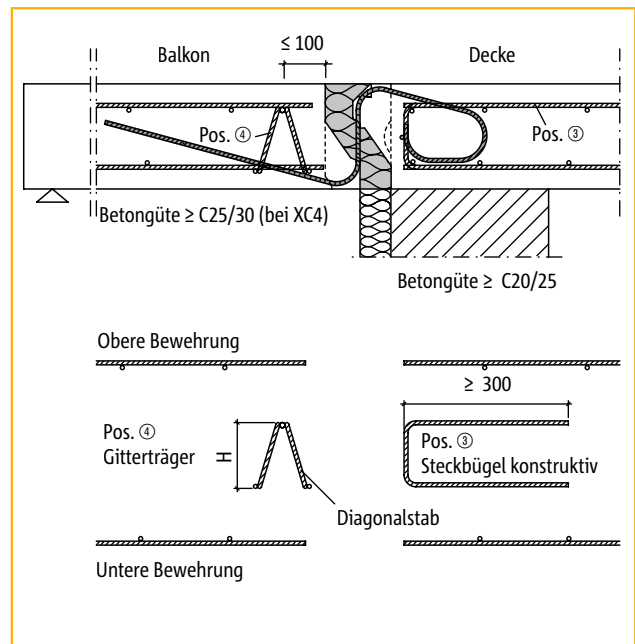 ≤ 100
Balkon
Decke
Pos. ④
Pos. ③
Betongüte ≥ C25/30 (bei XC4)
Betongüte ≥ C20/25
Obere Bewehrung
≥ 300
Pos. ④
Gitterträger
H
Pos. ③
Steckbügel konstruktiv
Diagonalstab
Untere Bewehrung